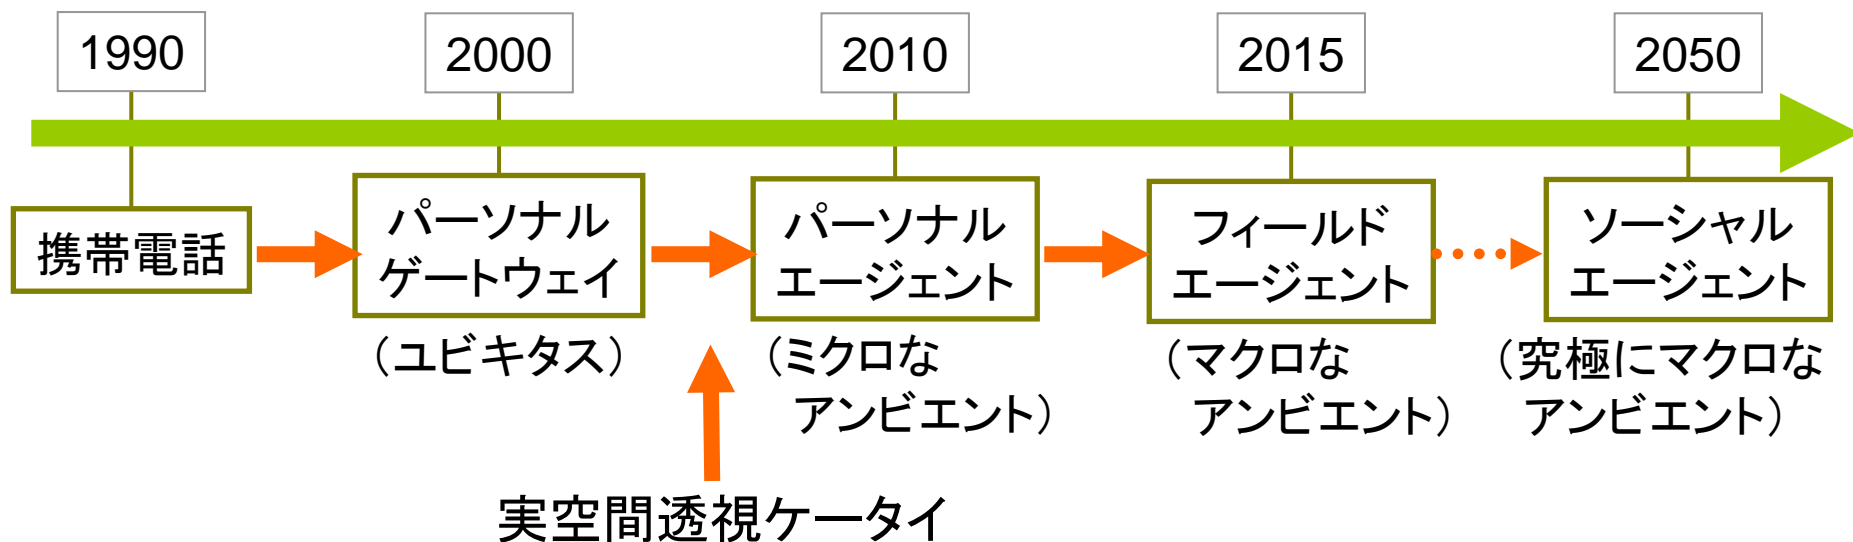 1990
2000
2010
2015
2050
携帯電話
パーソナル
ゲートウェイ
（ユビキタス）
パーソナル
エージェント
（ミクロな
アンビエント）
フィールド
エージェント
（マクロな
アンビエント）
ソーシャル
エージェント
（究極にマクロな
アンビエント）
実空間透視ケータイ